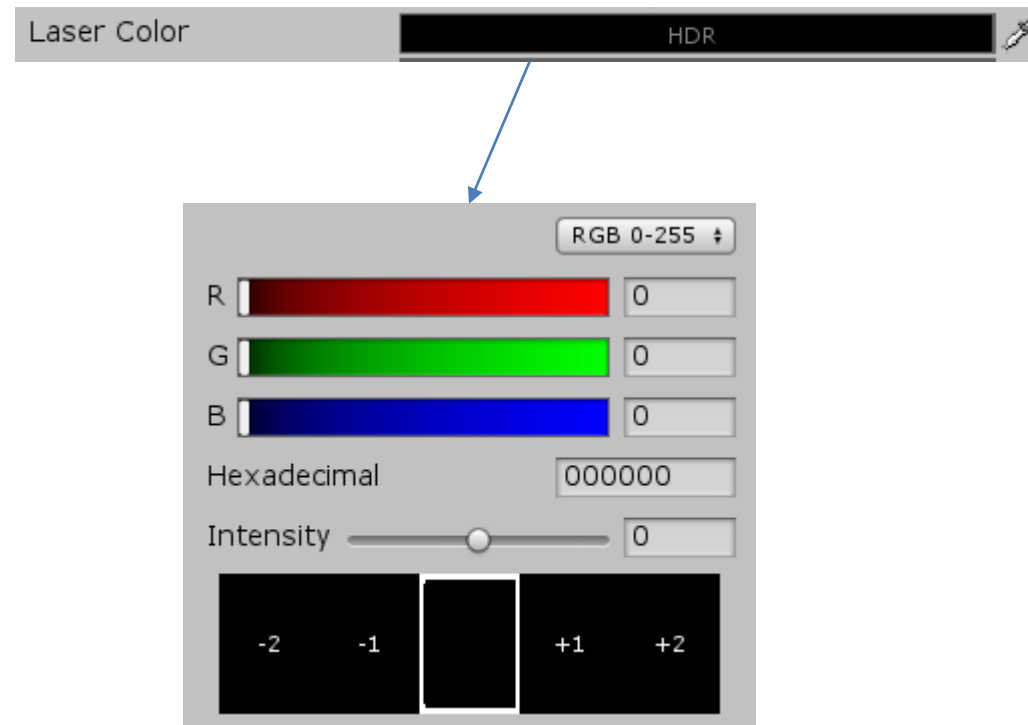 Laser Color HDR
RGB 0-255
R 0
G 0
B 0
Hexadecimal 000000
Intensity 0
-2 -1 +1 +2